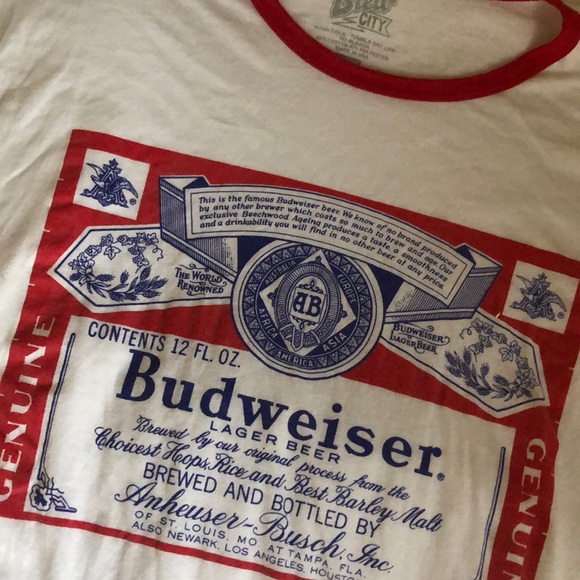 Brew
CITY
This is the famous Budweiser beer. We know of no brand produced
by any other brewer which costs so much to brew and age. Our
exclusive Beechwood Ageing produces a taste, a smoothness
and a drinkability you will find in no other beer at any price.
THE WORLD
RENOWNED
EUROPE
AFRICA
AB
ASIA
AMERICA
BUDWEISER
LAGER BEER
CONTENTS 12 FL. OZ.
Budweiser®
LAGER BEER
GENUINE
Brewed by our original process from the
Choicest Hops, Rice and Best Barley Malt
BREWED AND BOTTLED BY
Anheuser-Busch, Inc.
OF ST. LOUIS, MO AT TAMPA, FLA.
ALSO NEWARK, LOS ANGELES, HOUSTO
GENUIN